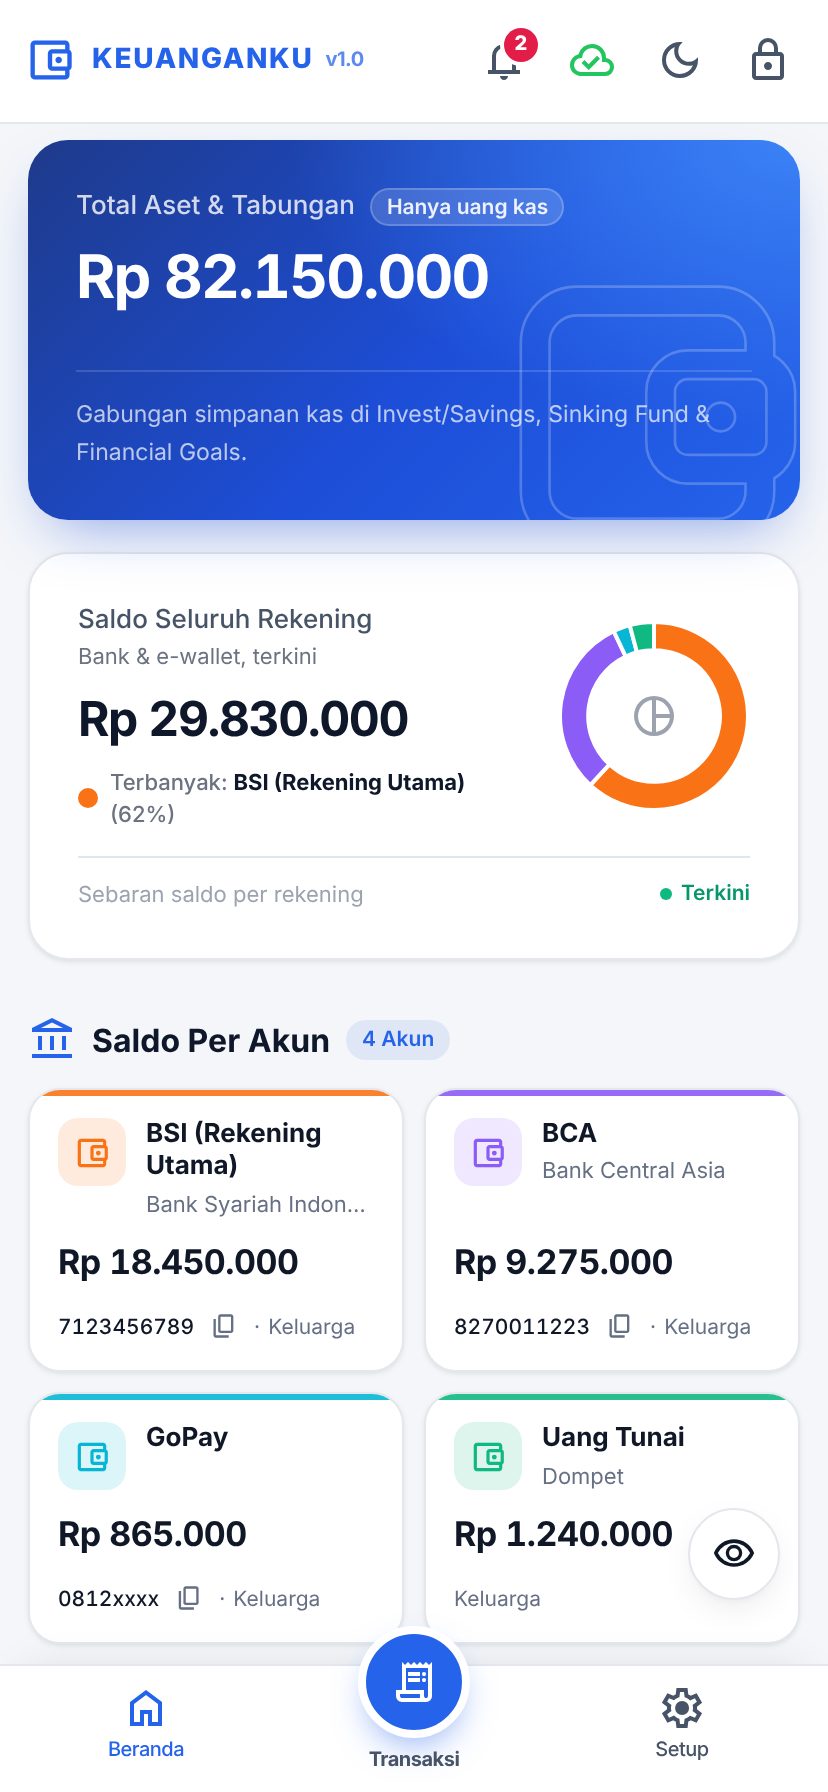 KEUANGANKU v1.0
2
Total Aset & Tabungan
Hanya uang kas
Rp 82.150.000
Gabungan simpanan kas di Invest/Savings, Sinking Fund &
Financial Goals.
Saldo Seluruh Rekening
Bank & e-wallet, terkini
Rp 29.830.000
Terbanyak: BSI (Rekening Utama)
(62%)
Sebaran saldo per rekening
Terkini
Saldo Per Akun
4 Akun
BSI (Rekening
Utama)
Bank Syariah Indon...
Rp 18.450.000
7123456789 · Keluarga
BCA
Bank Central Asia
Rp 9.275.000
8270011223 · Keluarga
GoPay
Rp 865.000
0812xxxx · Keluarga
Uang Tunai
Dompet
Rp 1.240.000
Keluarga
Beranda
Transaksi
Setup